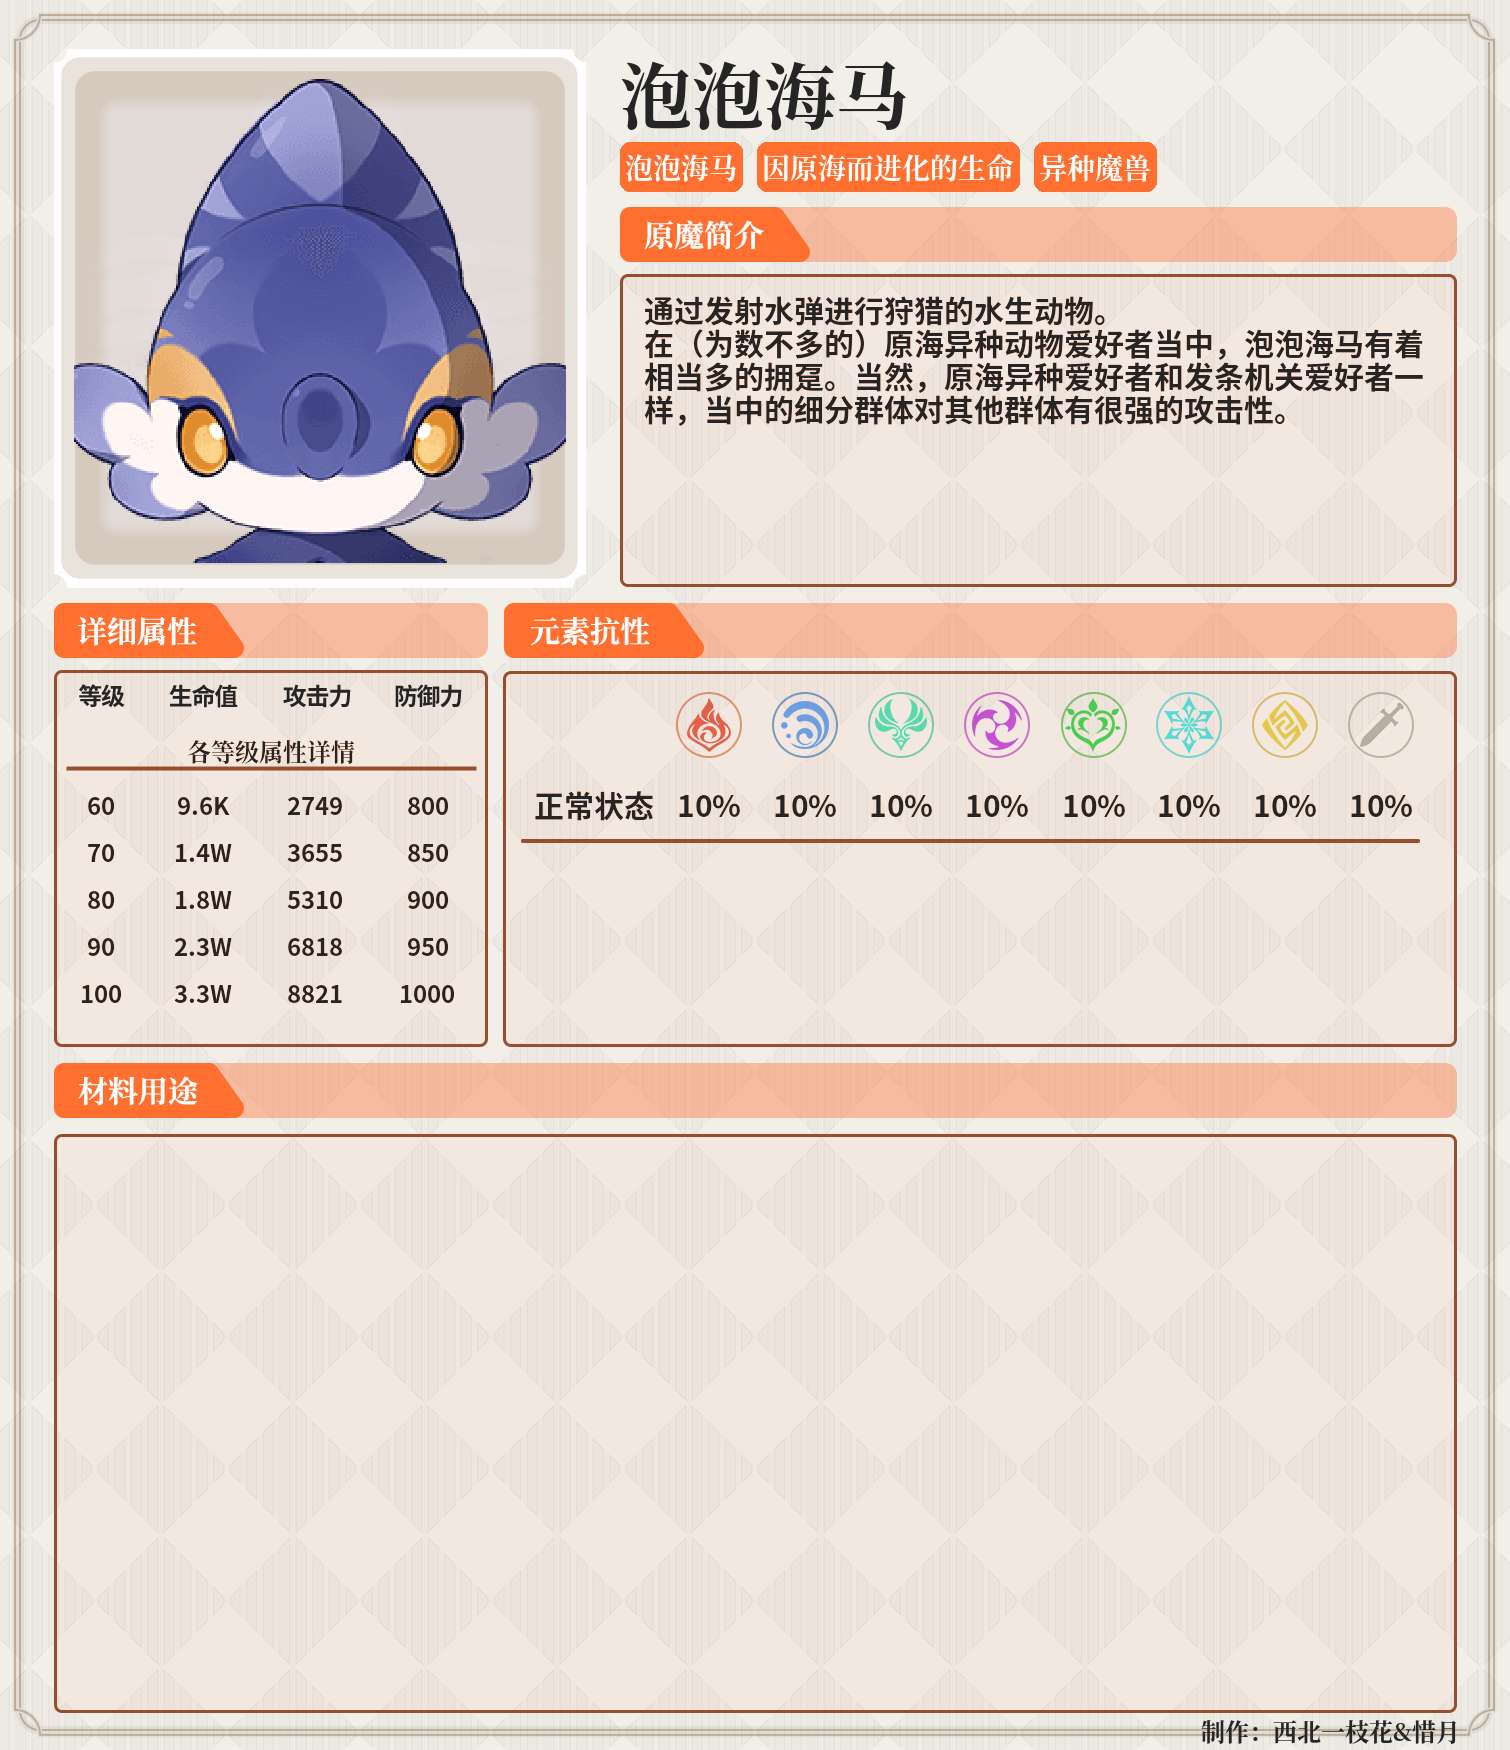 泡泡海马
泡泡海马 因原海而进化的生命 异种魔兽
原魔简介
通过发射水弹进行狩猎的水生动物。
在（为数不多的）原海异种动物爱好者当中，泡泡海马有着
相当多的拥趸。当然，原海异种爱好者和发条机关爱好者一
样，当中的细分群体对其他群体有很强的攻击性。
详细属性
等级 生命值 攻击力 防御力
各等级属性详情
60 9.6K 2749 800
70 1.4W 3655 850
80 1.8W 5310 900
90 2.3W 6818 950
100 3.3W 8821 1000
元素抗性
正常状态 10% 10% 10% 10% 10% 10% 10% 10%
材料用途
制作：西北一枝花&惜月